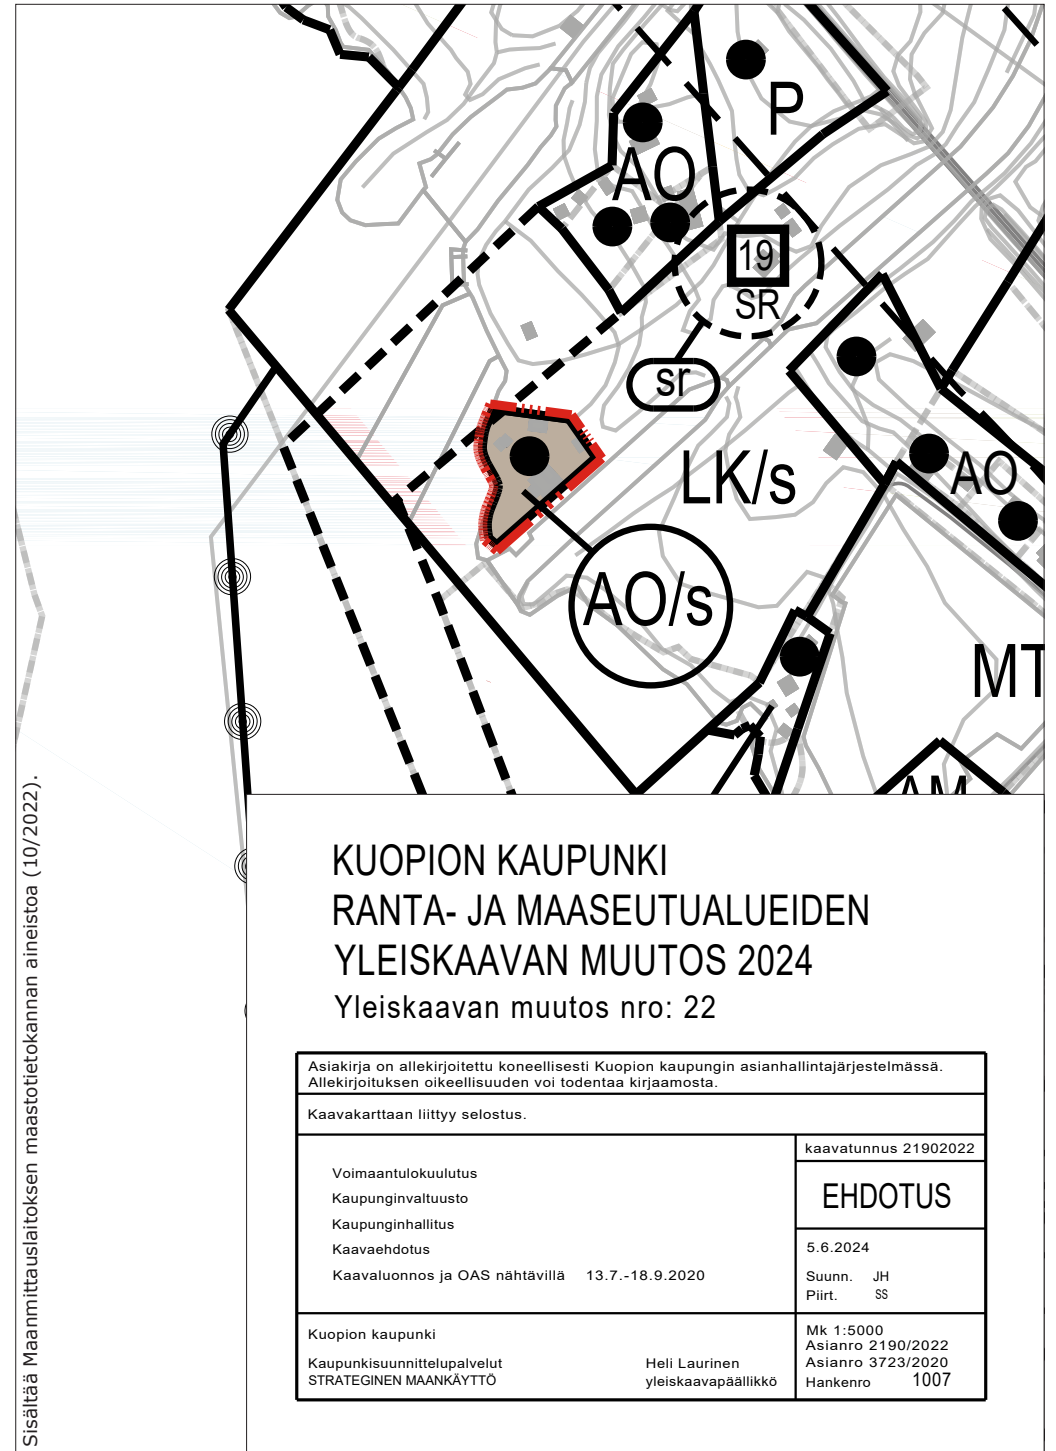 P
AO
19
SR
sr
LK/s
AO
AO/s
MT
AM
Sisältää Maanmittauslaitoksen maastotietokannan aineistoa (10/2022).
KUOPION KAUPUNKI
RANTA- JA MAASEUTUALUEIDEN
YLEISKAAVAN MUUTOS 2024
Yleiskaavan muutos nro: 22
Asiakirja on allekirjoitettu koneellisesti Kuopion kaupungin asianhallintajärjestelmässä.
Allekirjoituksen oikeellisuuden voi todentaa kirjaamosta.
Kaavakarttaan liittyy selostus.
kaavatunnus 21902022
Voimaantulokuulutus
Kaupunginvaltuusto
Kaupunginhallitus
Kaavaehdotus
Kaavaluonnos ja OAS nähtävillä 13.7.-18.9.2020
EHDOTUS
5.6.2024
Suunn. JH
Piirt. SS
Kuopion kaupunki
Kaupunkisuunnittelupalvelut Heli Laurinen
STRATEGINEN MAANKÄYTTÖ yleiskaavapäällikkö
Mk 1:5000
Asianro 2190/2022
Asianro 3723/2020
Hankenro 1007